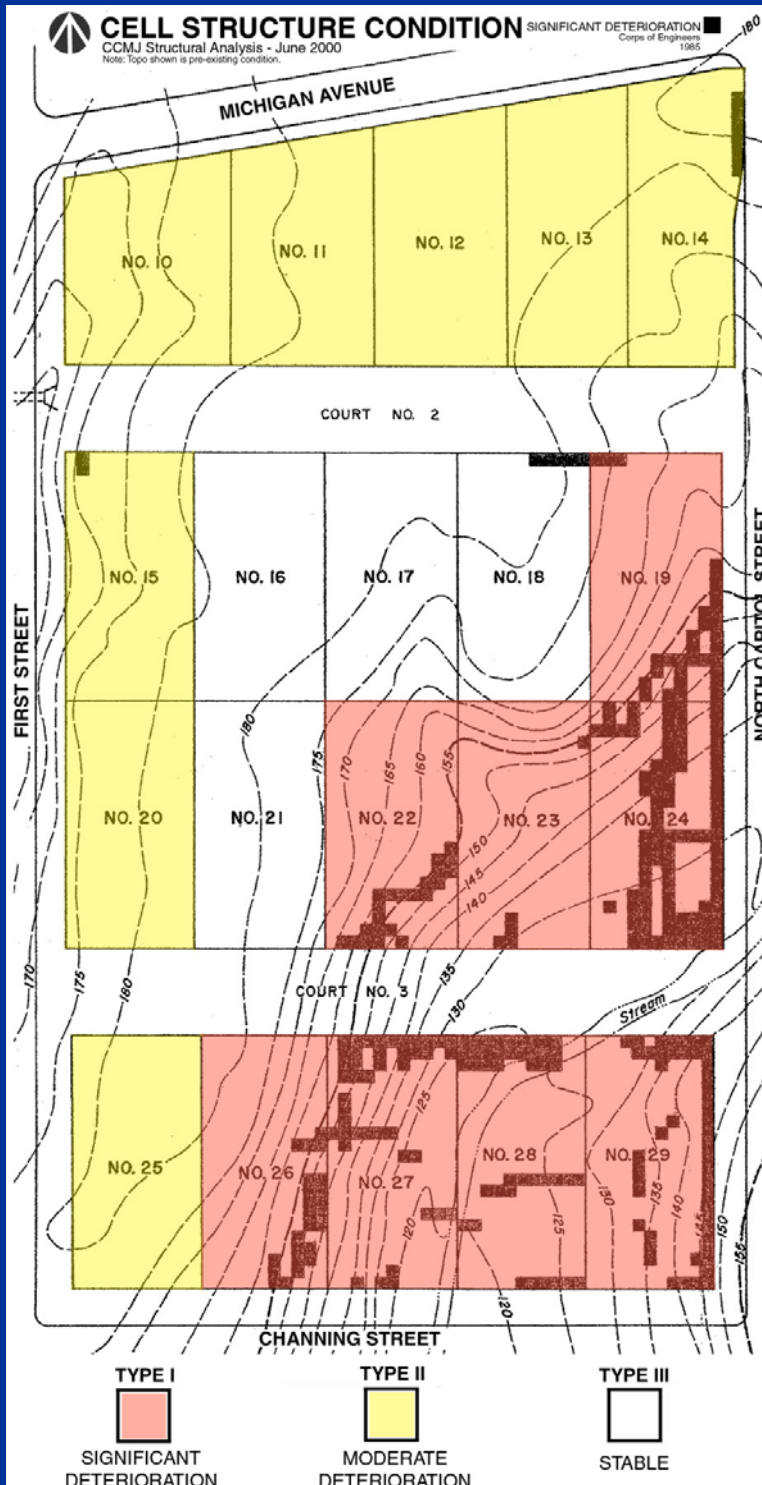 CELL STRUCTURE CONDITION
SIGNIFICANT DETERIORATION
CCMJ Structural Analysis - June 2000
Corps of Engineers
Note: Topo shown is pre-existing condition.
1985
180
MICHIGAN AVENUE
NO. 10
NO. 11
NO. 12
NO. 13
NO. 14
COURT NO. 2
NO. 15
NO. 16
NO. 17
NO. 18
NO. 19
FIRST STREET
NORTH CAPITOL STREET
180
175
170
165
160
155
NO. 20
NO. 21
NO. 22
NO. 23
NO. 24
150
145
140
170
175
180
135
130
COURT NO. 3
Stream
125
NO. 25
NO. 26
NO. 27
NO. 28
NO. 29
120
125
130
135
140
145
150
155
120
CHANNING STREET
TYPE I
TYPE II
TYPE III
SIGNIFICANT
DETERIORATION
MODERATE
DETERIORATION
STABLE